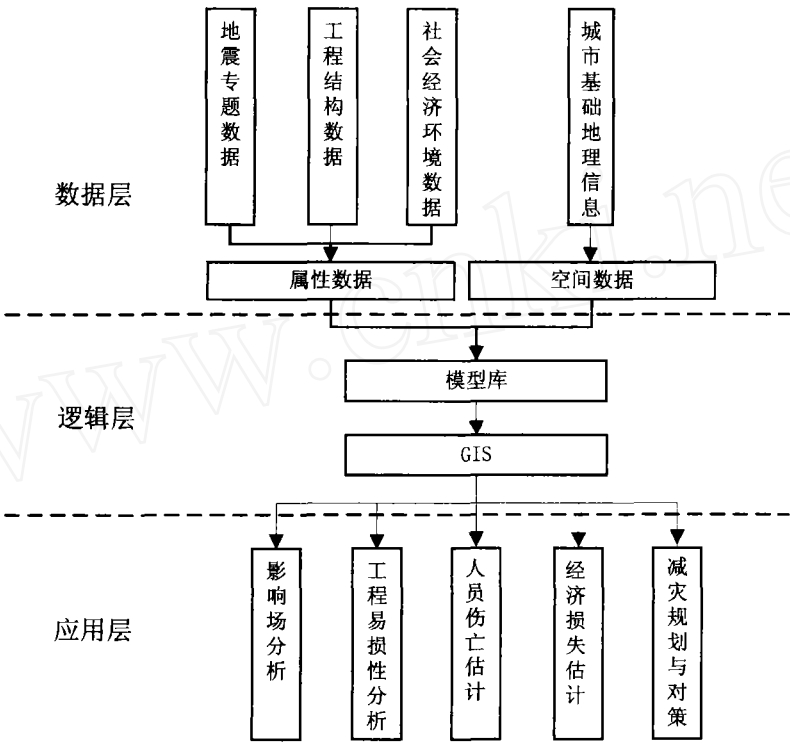 地震专题数据
工程结构数据
社会经济环境数据
城市基础地理信息
数据层
属性数据
空间数据
模型库
逻辑层
GIS
影响场分析
工程易损性分析
人员伤亡估计
经济损失估计
减灾规划与对策
应用层
www.cnki.net